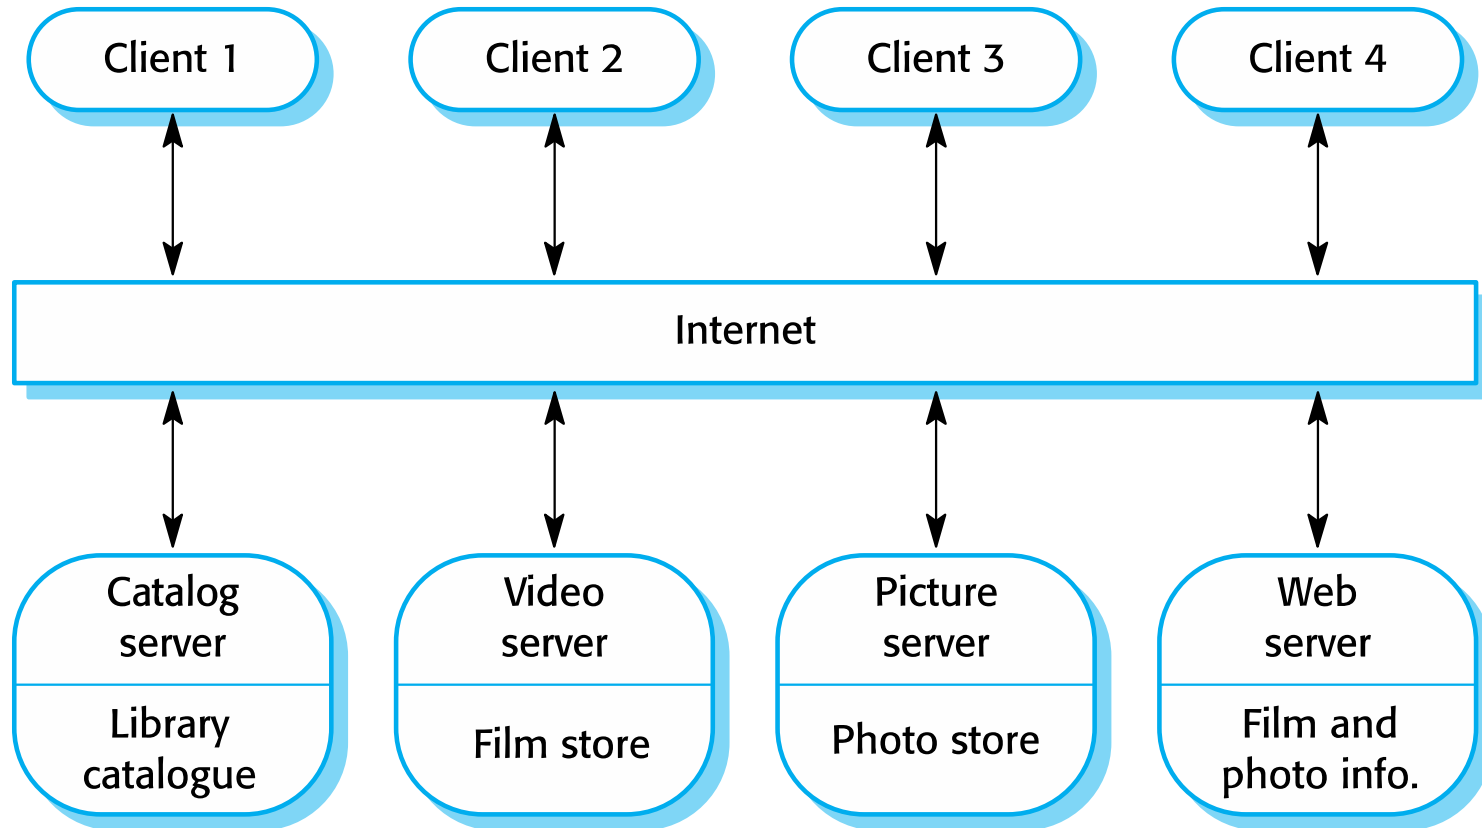 Client 1
Client 2
Client 3
Client 4
Internet
Catalog
server
Library
catalogue
Video
server
Film store
Picture
server
Photo store
Web
server
Film and
photo info.